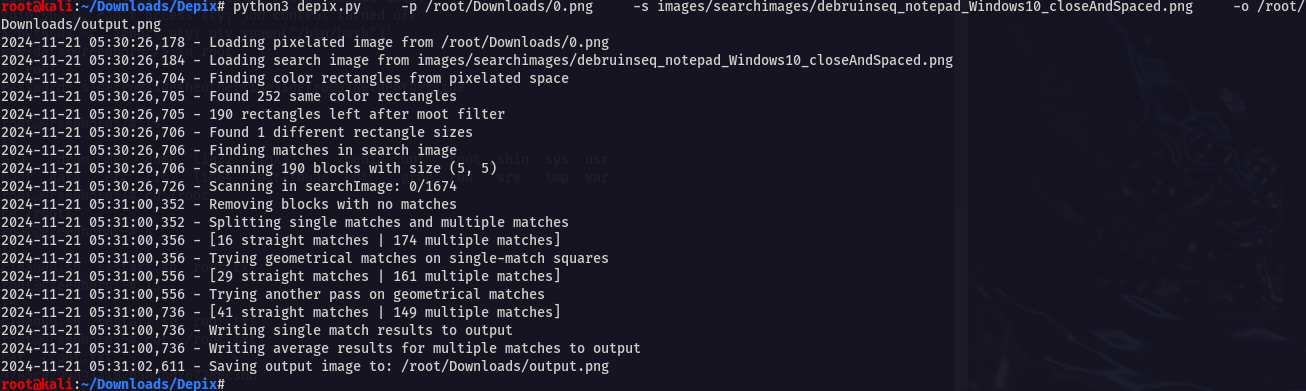 root@kali:~/Downloads/Depix# python3 depix.py     -p /root/Downloads/0.png     -s images/searchimages/debruinseq_notepad_Windows10_closeAndSpaced.png     -o /root/
Downloads/output.png
2024-11-21 05:30:26,178 - Loading pixelated image from /root/Downloads/0.png
2024-11-21 05:30:26,184 - Loading search image from images/searchimages/debruinseq_notepad_Windows10_closeAndSpaced.png
2024-11-21 05:30:26,704 - Finding color rectangles from pixelated space
2024-11-21 05:30:26,705 - Found 252 same color rectangles
2024-11-21 05:30:26,705 - 190 rectangles left after moot filter
2024-11-21 05:30:26,706 - Found 1 different rectangle sizes
2024-11-21 05:30:26,706 - Finding matches in search image
2024-11-21 05:30:26,706 - Scanning 190 blocks with size (5, 5)
2024-11-21 05:30:26,726 - Scanning in searchImage: 0/1674
2024-11-21 05:31:00,352 - Removing blocks with no matches
2024-11-21 05:31:00,352 - Splitting single matches and multiple matches
2024-11-21 05:31:00,356 - [16 straight matches | 174 multiple matches]
2024-11-21 05:31:00,356 - Trying geometrical matches on single-match squares
2024-11-21 05:31:00,556 - [29 straight matches | 161 multiple matches]
2024-11-21 05:31:00,556 - Trying another pass on geometrical matches
2024-11-21 05:31:00,736 - [41 straight matches | 149 multiple matches]
2024-11-21 05:31:00,736 - Writing single match results to output
2024-11-21 05:31:00,736 - Writing average results for multiple matches to output
2024-11-21 05:31:02,611 - Saving output image to: /root/Downloads/output.png
root@kali:~/Downloads/Depix#